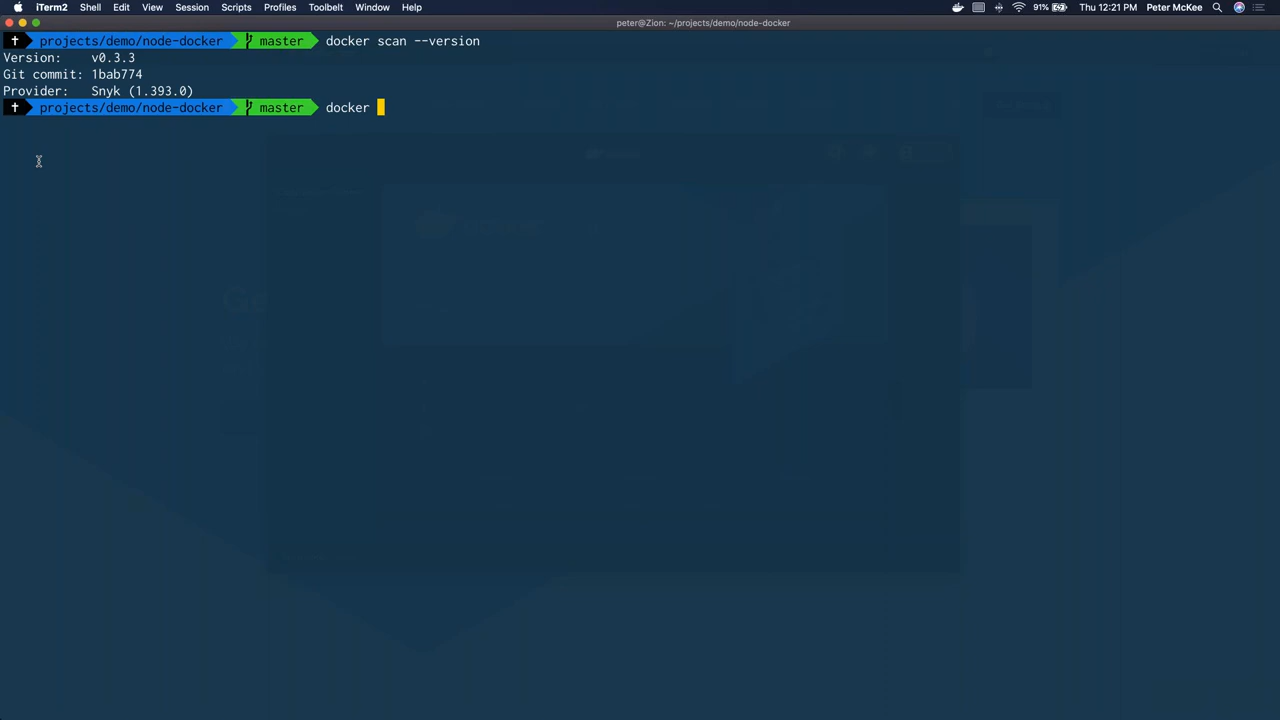 iTerm2 Shell Edit View Session Scripts Profiles Toolbelt Window Help 91% Thu 12:21 PM Peter McKee
peter@Zion: ~/projects/demo/node-docker
projects/demo/node-docker master docker scan --version
Version: v0.3.3
Git commit: 1bab774
Provider: Snyk (1.393.0)
projects/demo/node-docker master docker